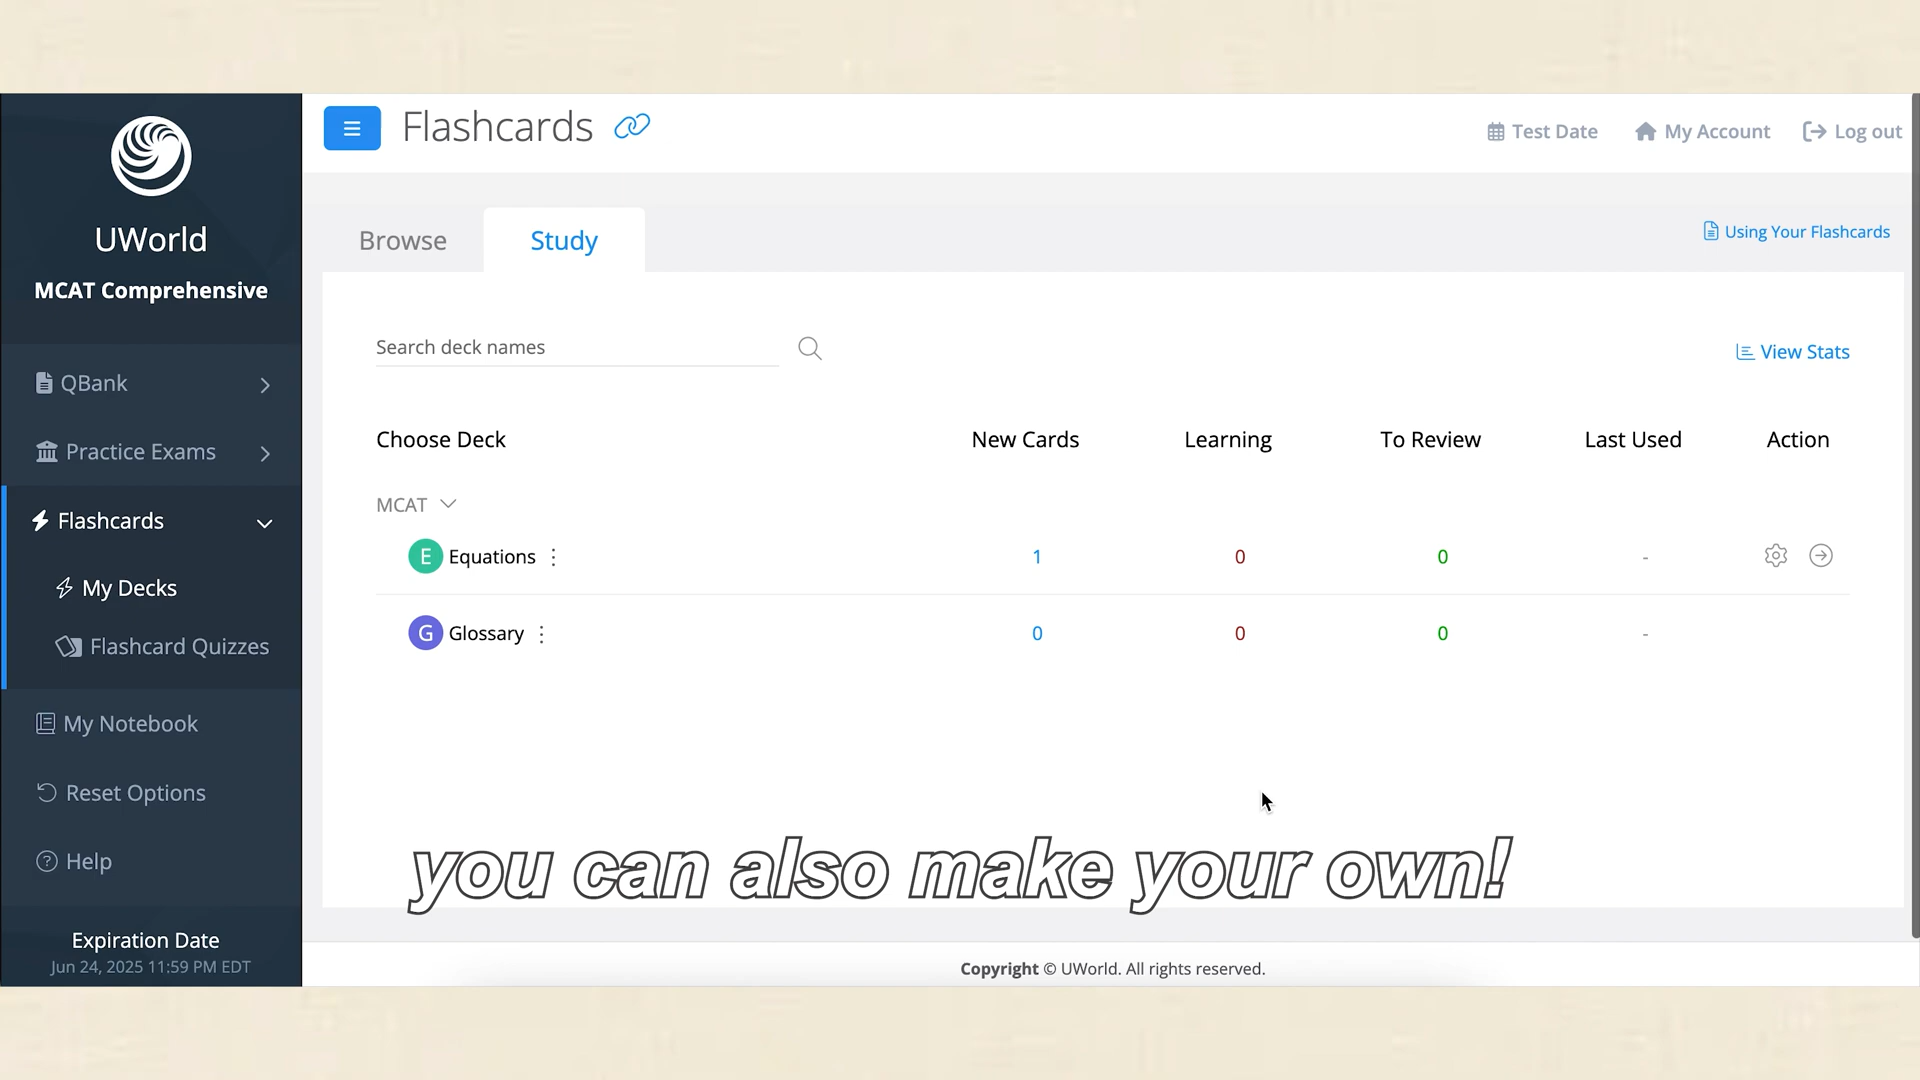 UWorld
MCAT Comprehensive
QBank
Practice Exams
Flashcards
My Decks
Flashcard Quizzes
My Notebook
Reset Options
Help
Expiration Date
Jun 24, 2025 11:59 PM EDT
Flashcards
Test Date My Account Log out
Browse Study
Using Your Flashcards
Search deck names
View Stats
Choose Deck New Cards Learning To Review Last Used Action
MCAT
E Equations 1 0 0 -
G Glossary 0 0 0 -
you can also make your own!
Copyright © UWorld. All rights reserved.